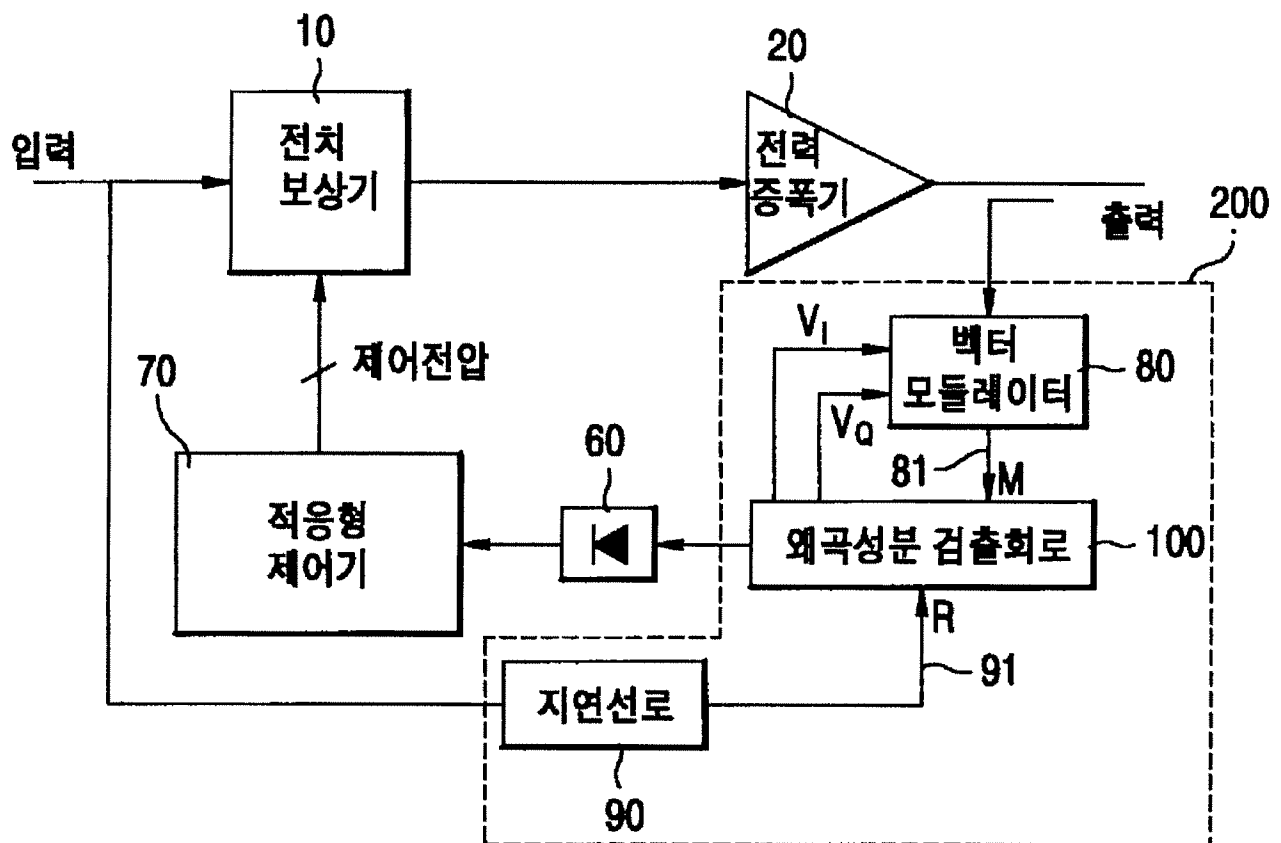 10
20
입력
전치
보상기
전력
증폭기
200
출력
V_I
벡터
모듈레이터
80
제어전압
70
V_Q
60
81
M
적응형
제어기
왜곡성분 검출회로
100
R
91
지연선로
90